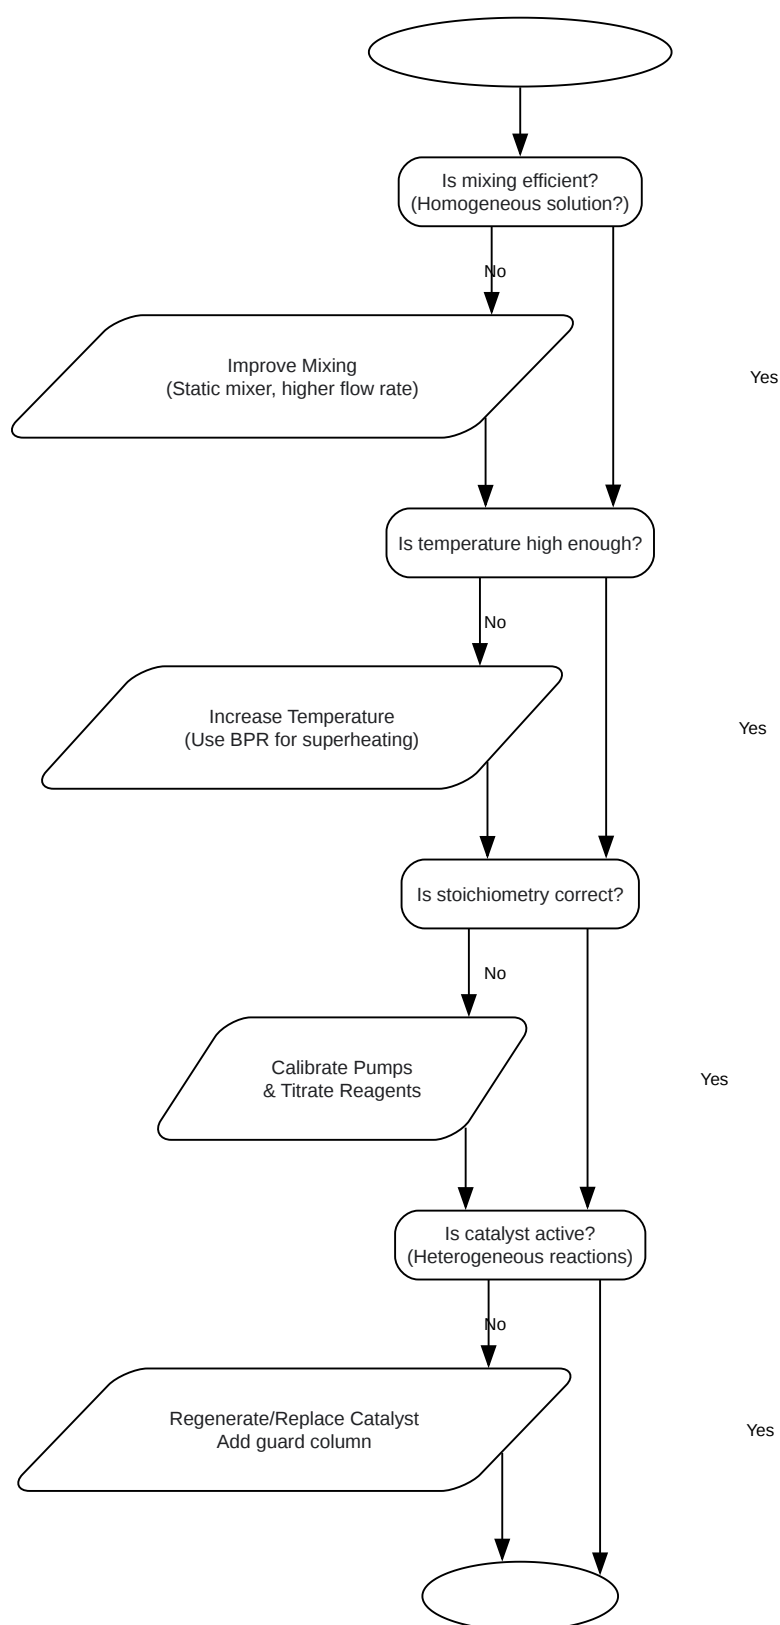 Is mixing efficient?
(Homogeneous solution?)
No
Improve Mixing
(Static mixer, higher flow rate)
Yes
Is temperature high enough?
No
Increase Temperature
(Use BPR for superheating)
Yes
Is stoichiometry correct?
No
Calibrate Pumps
& Titrate Reagents
Yes
Is catalyst active?
(Heterogeneous reactions)
No
Regenerate/Replace Catalyst
Add guard column
Yes